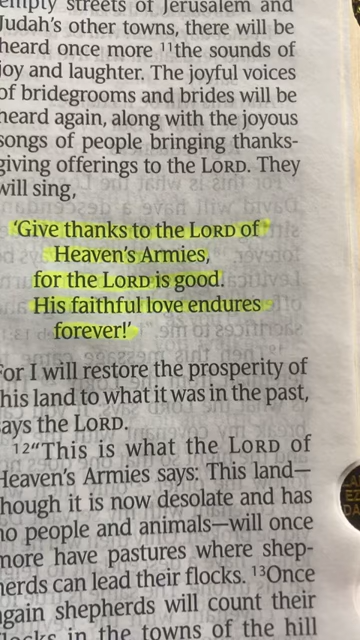 empty streets of Jerusalem and
Judah's other towns, there will be
heard once more ¹¹the sounds of
joy and laughter. The joyful voices
of bridegrooms and brides will be
heard again, along with the joyous
songs of people bringing thanks-
giving offerings to the LORD. They
will sing,
'Give thanks to the LORD of
Heaven's Armies,
for the LORD is good.
His faithful love endures
forever!'
For I will restore the prosperity of
this land to what it was in the past,
says the LORD.
¹²“This is what the LORD of
Heaven's Armies says: This land—
though it is now desolate and has
no people and animals—will once
more have pastures where shep-
herds can lead their flocks. ¹³Once
again shepherds will count their
flocks in the towns of the hill